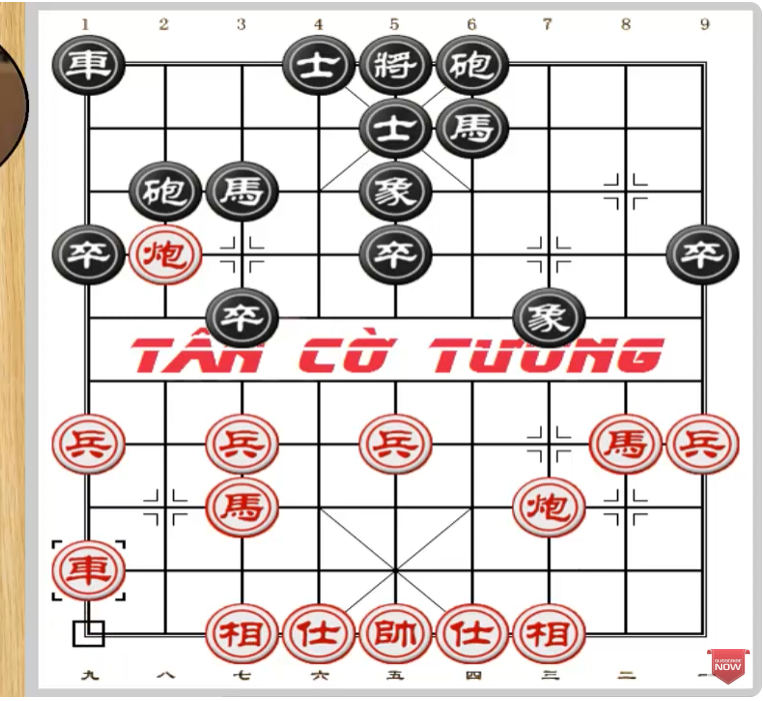 1 2 3 4 5 6 7 8 9
車 士 將 砲
士 馬
砲 馬 象
卒 炮 卒 卒
卒 象
TÂN CỜ TƯỚNG
兵 兵 兵 馬 兵
馬 炮
車
相 仕 帥 仕 相
SUBSCRIBE
NOW
九 八 七 六 五 四 三 二 一